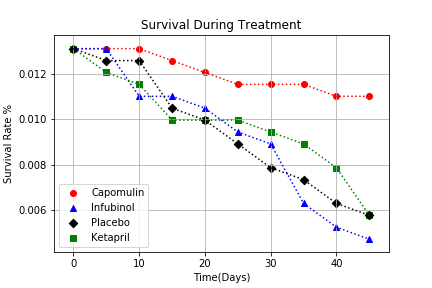 Survival During Treatment
Survival Rate %
0.012
0.010
0.008
0.006
Capomulin
Infubinol
Placebo
Ketapril
0 10 20 30 40
Time(Days)